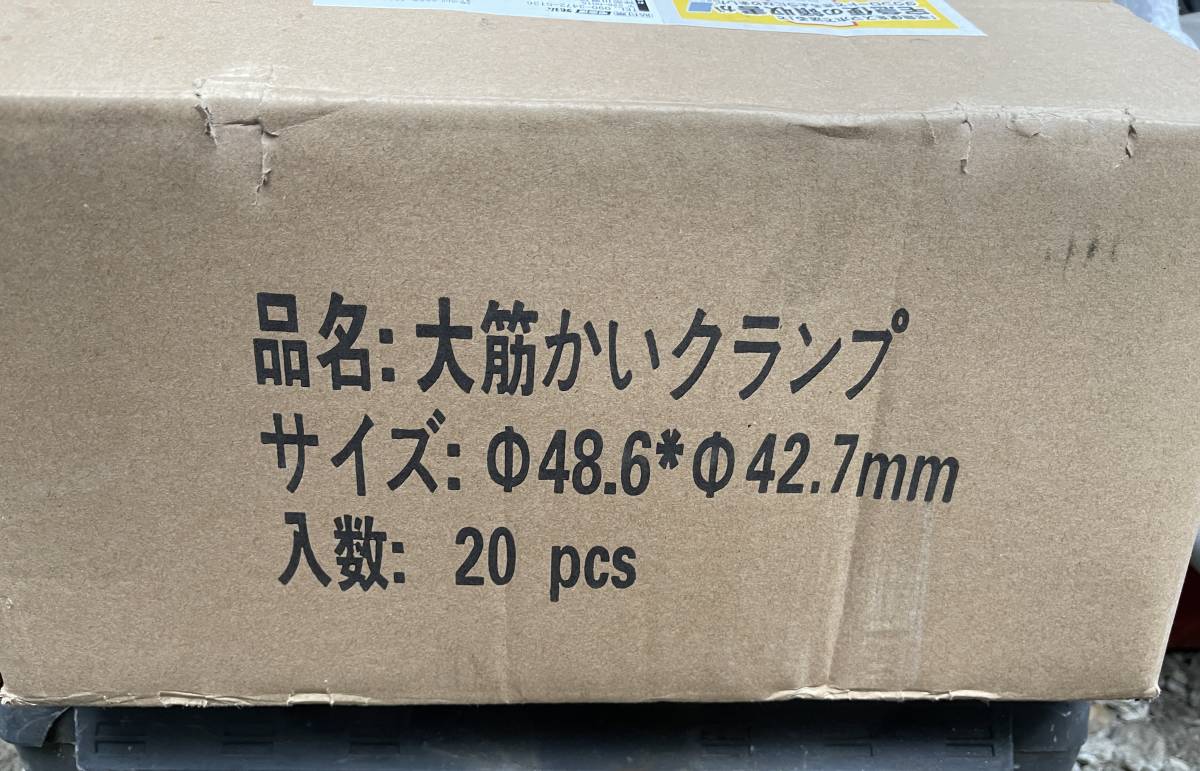 品名:大筋かいクランプ
サイズ:Φ48.6*Φ42.7mm
入数: 20 pcs